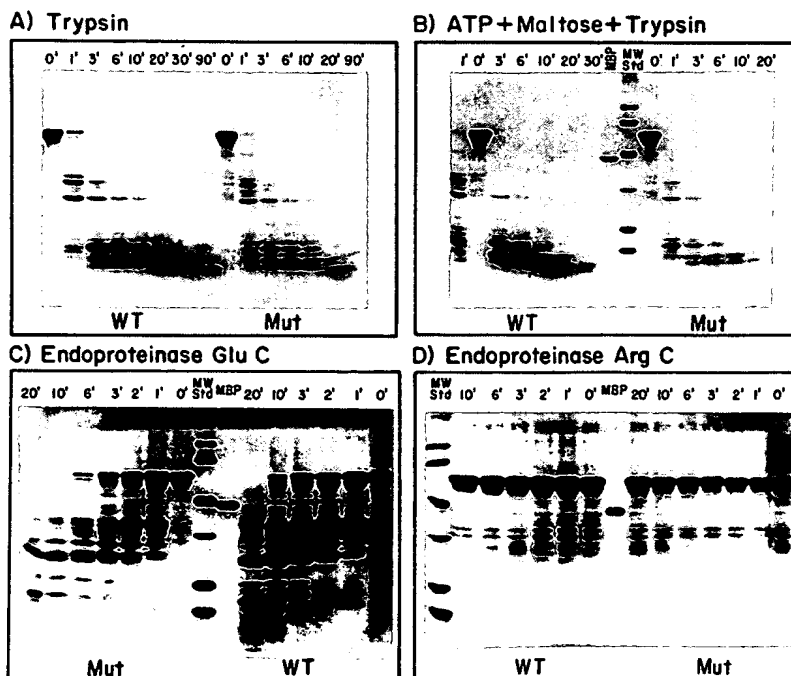 A) Trypsin
0' 1' 3' 6' 10' 20' 30' 90' 0' 1' 3' 6' 10' 20' 90'
WT Mut
B) ATP+Maltose+Trypsin
1' 0' 3' 6' 10' 20' 30' MBP MW Std 0' 1' 3' 6' 10' 20'
WT Mut
C) Endoproteinase Glu C
20' 10' 6' 3' 2' 1' 0' MW Std MBP 20' 10' 3' 2' 1' 0'
Mut WT
D) Endoproteinase Arg C
MW Std 10' 6' 3' 2' 1' 0' MBP 20' 10' 6' 3' 2' 1' 0'
WT Mut